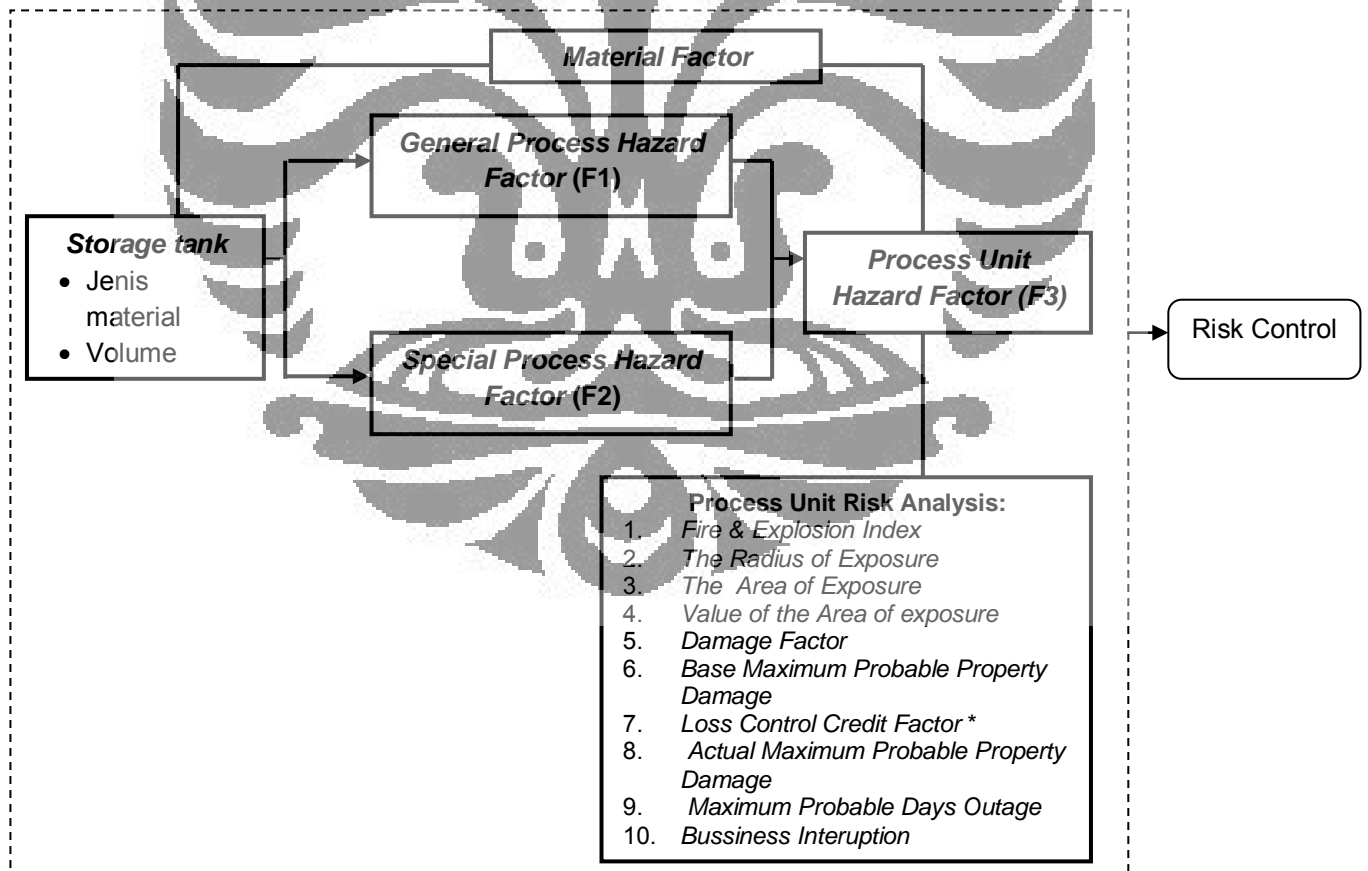 Material Factor
General Process Hazard
Factor (F1)
Storage tank
• Jenis
material
• Volume
Process Unit
Hazard Factor (F3)
Risk Control
Special Process Hazard
Factor (F2)
Process Unit Risk Analysis:
1. Fire & Explosion Index
2. The Radius of Exposure
3. The Area of Exposure
4. Value of the Area of exposure
5. Damage Factor
6. Base Maximum Probable Property
Damage
7. Loss Control Credit Factor *
8. Actual Maximum Probable Property
Damage
9. Maximum Probable Days Outage
10. Bussiness Interuption